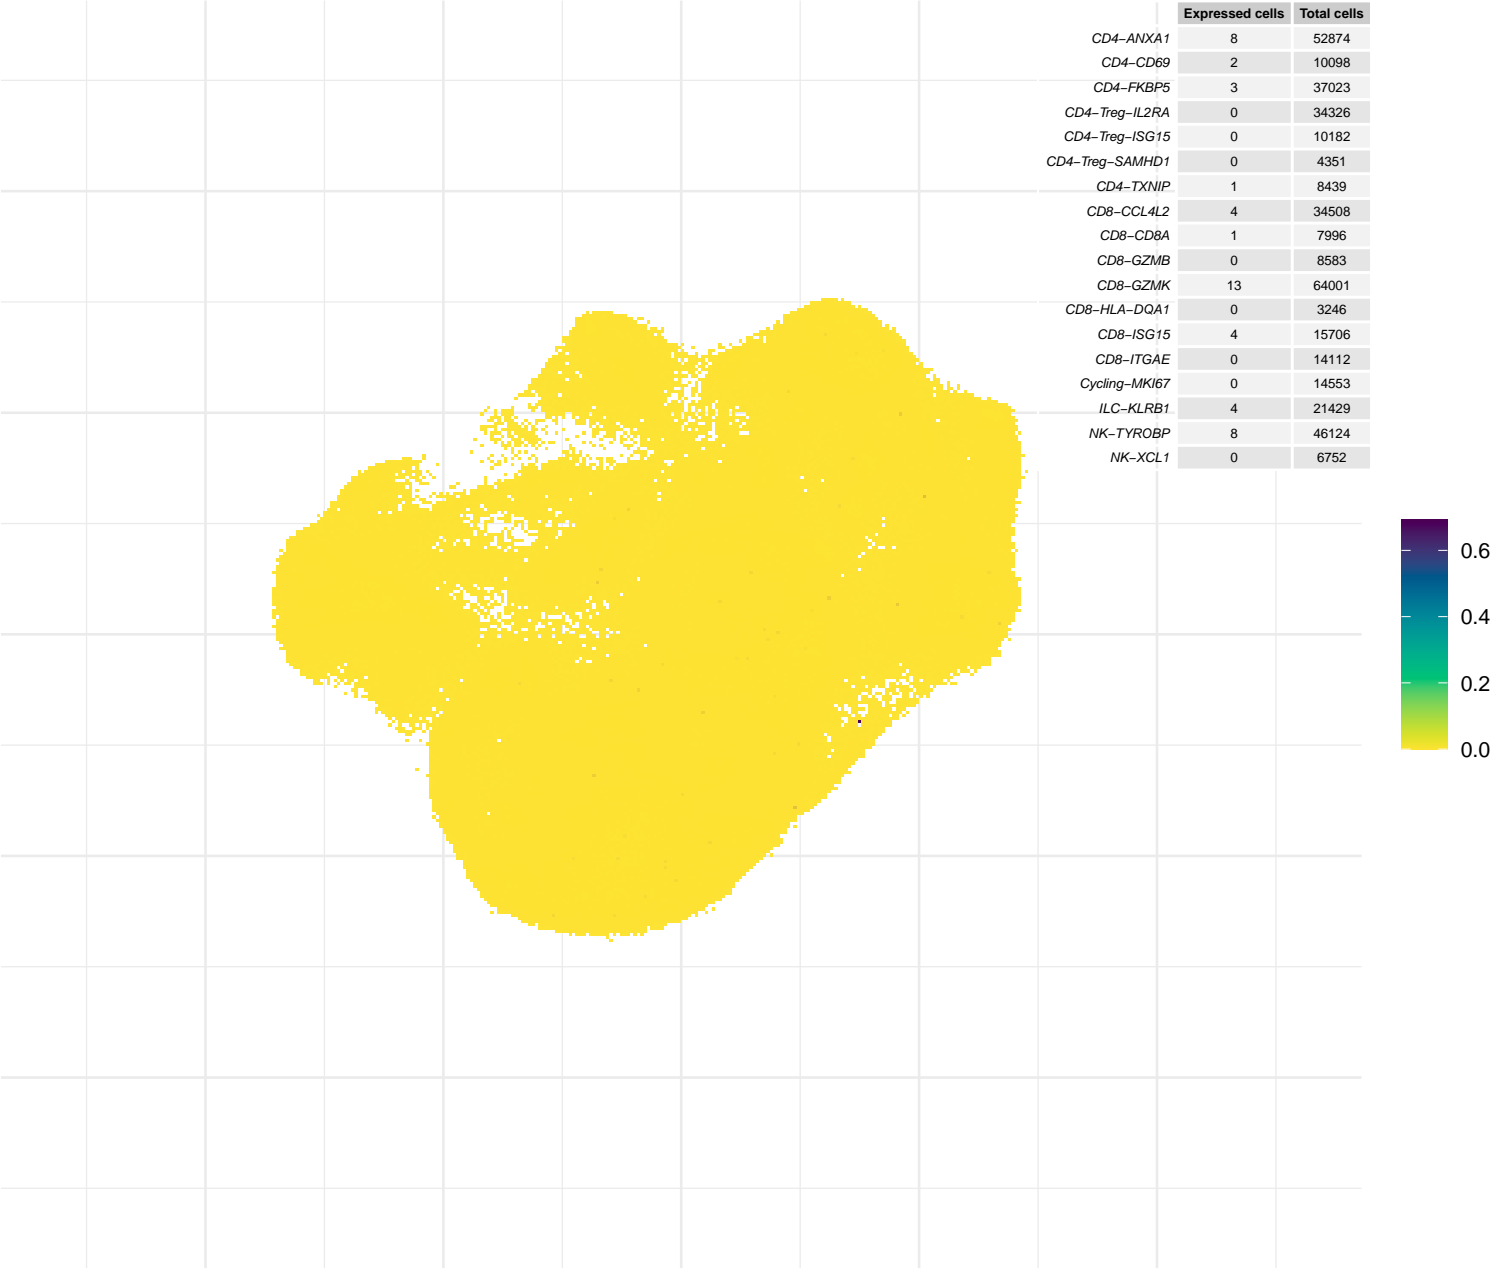 Expressed cells Total cells
CD4−ANXA1 8 52874
CD4−CD69 2 10098
CD4−FKBP5 3 37023
CD4−Treg−IL2RA 0 34326
CD4−Treg−ISG15 0 10182
CD4−Treg−SAMHD1 0 4351
CD4−TXNIP 1 8439
CD8−CCL4L2 4 34508
CD8−CD8A 1 7996
CD8−GZMB 0 8583
CD8−GZMK 13 64001
CD8−HLA−DQA1 0 3246
CD8−ISG15 4 15706
CD8−ITGAE 0 14112
Cycling−MKI67 0 14553
ILC−KLRB1 4 21429
NK−TYROBP 8 46124
NK−XCL1 0 6752
0.6
0.4
0.2
0.0